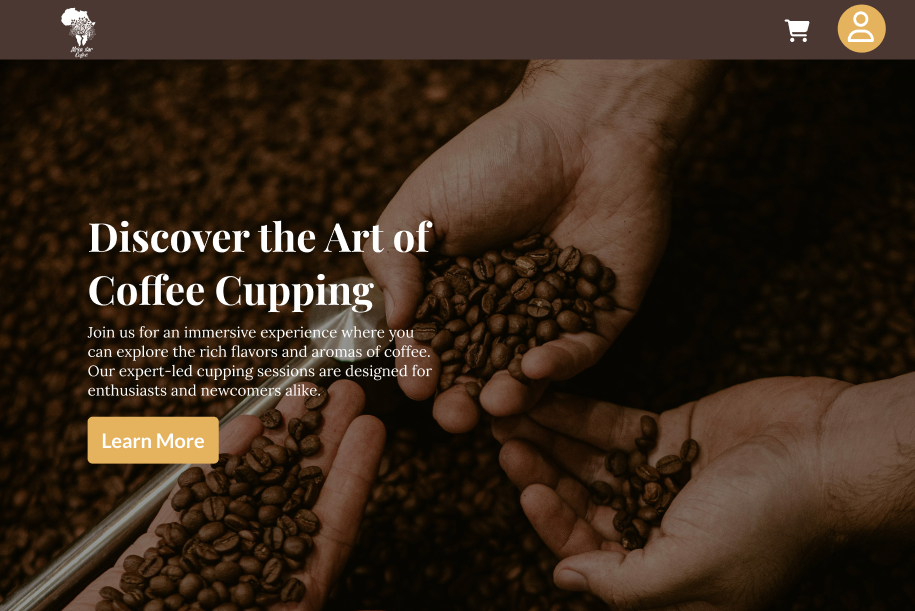 Coffee
Discover the Art of
Coffee Cupping
Join us for an immersive experience where you
can explore the rich flavors and aromas of coffee.
Our expert-led cupping sessions are designed for
enthusiasts and newcomers alike.
Learn More